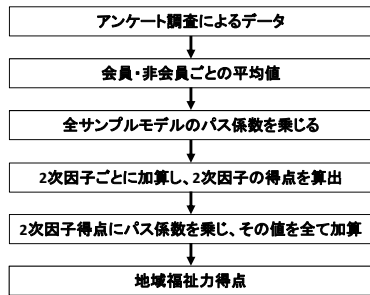 アンケート調査によるデータ
会員・非会員ごとの平均値
全サンプルモデルのパス係数を乗じる
2次因子ごとに加算し、2次因子の得点を算出
2次因子得点にパス係数を乗じ、その値を全て加算
地域福祉力得点